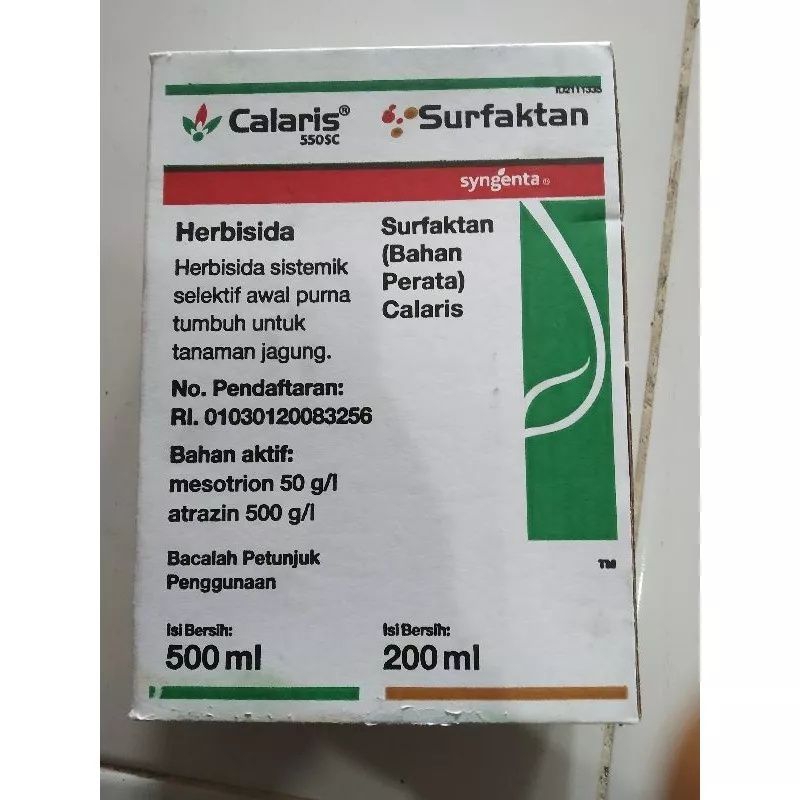 Calaris®
550SC
Surfaktan
syngenta®
Herbisida
Herbisida sistemik
selektif awal purna
tumbuh untuk
tanaman jagung.
No. Pendaftaran:
RI. 01030120083256
Bahan aktif:
mesotrion 50 g/l
atrazin 500 g/l
Bacalah Petunjuk
Penggunaan
Isi Bersih:
500 ml
Surfaktan
(Bahan
Perata)
Calaris
Isi Bersih:
200 ml
TM